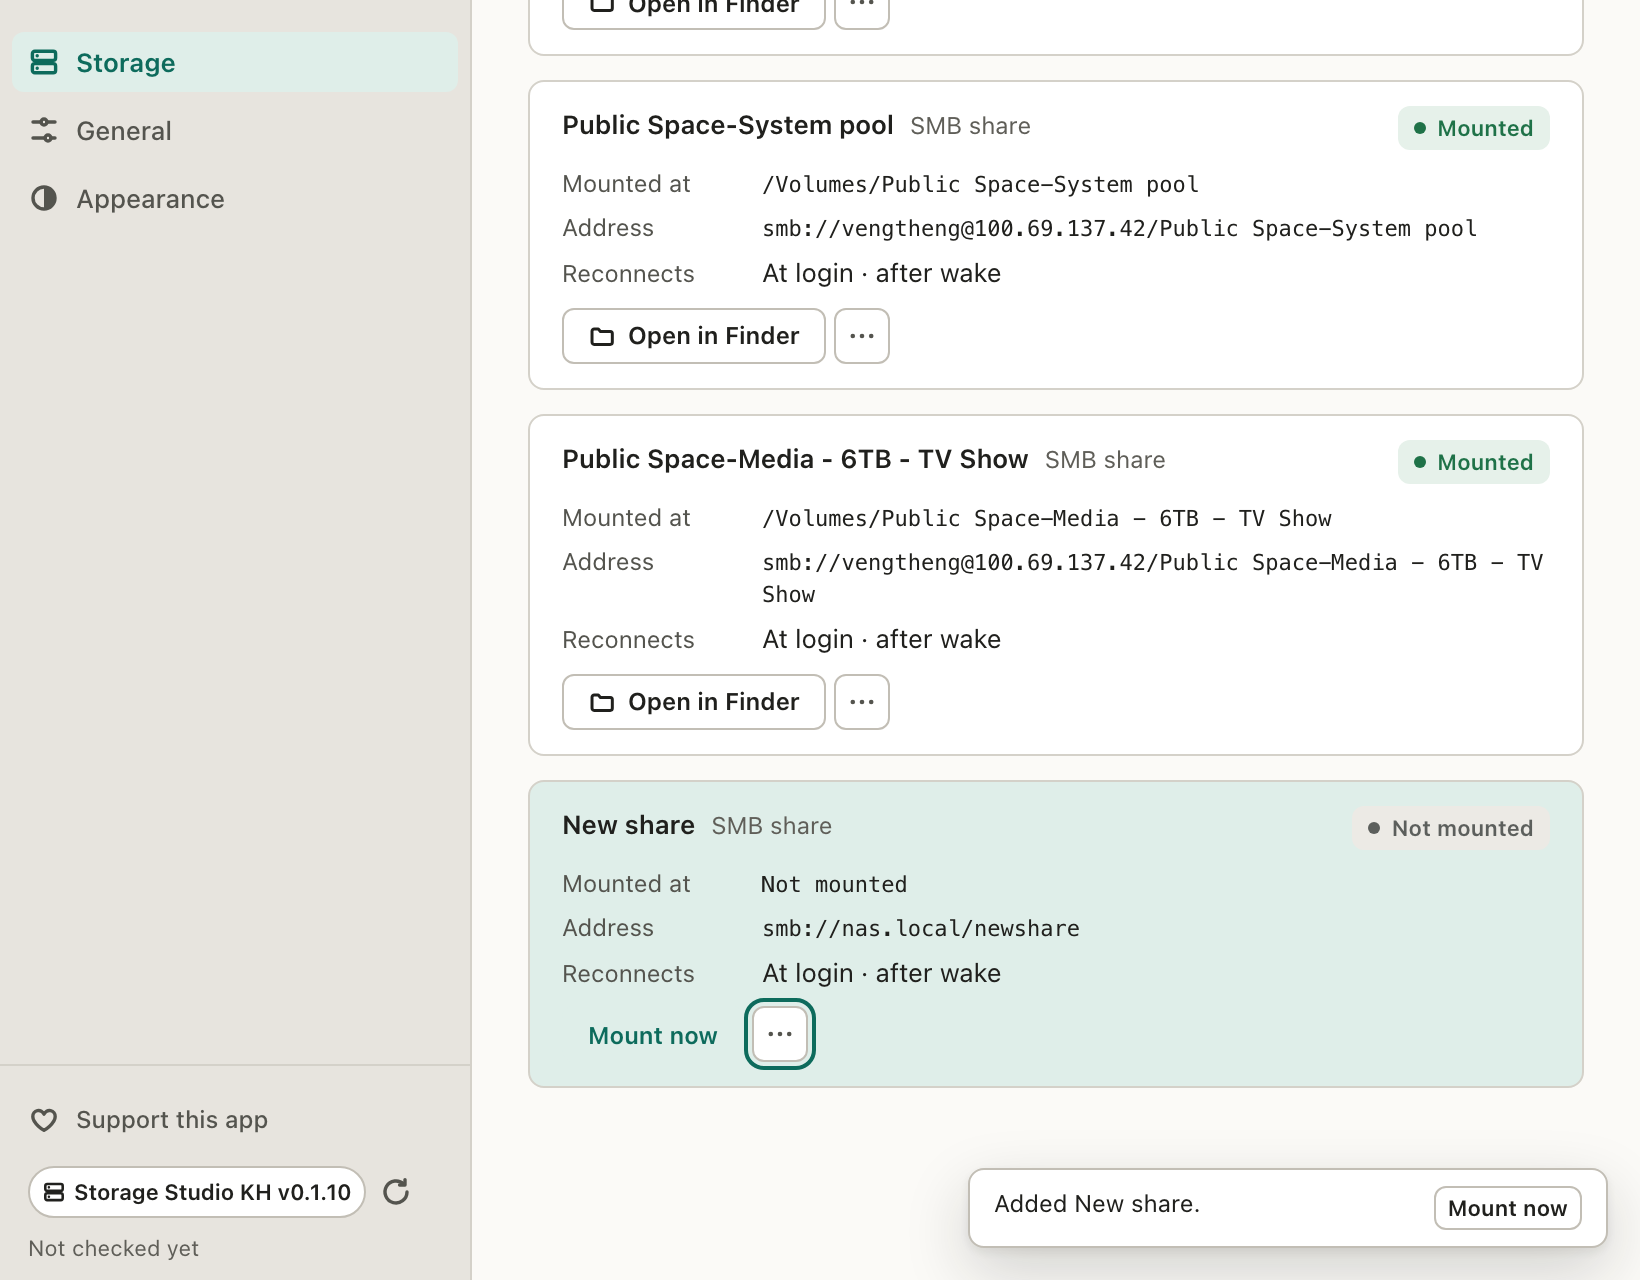 Open in Finder
Storage
General
Appearance
Public Space-System pool SMB share
Mounted
Mounted at /Volumes/Public Space-System pool
Address smb://vengtheng@100.69.137.42/Public Space-System pool
Reconnects At login · after wake
Open in Finder
Public Space-Media - 6TB - TV Show SMB share
Mounted
Mounted at /Volumes/Public Space-Media - 6TB - TV Show
Address smb://vengtheng@100.69.137.42/Public Space-Media - 6TB - TV
Show
Reconnects At login · after wake
Open in Finder
New share SMB share
Not mounted
Mounted at Not mounted
Address smb://nas.local/newshare
Reconnects At login · after wake
Mount now
Support this app
Storage Studio KH v0.1.10
Not checked yet
Added New share.
Mount now